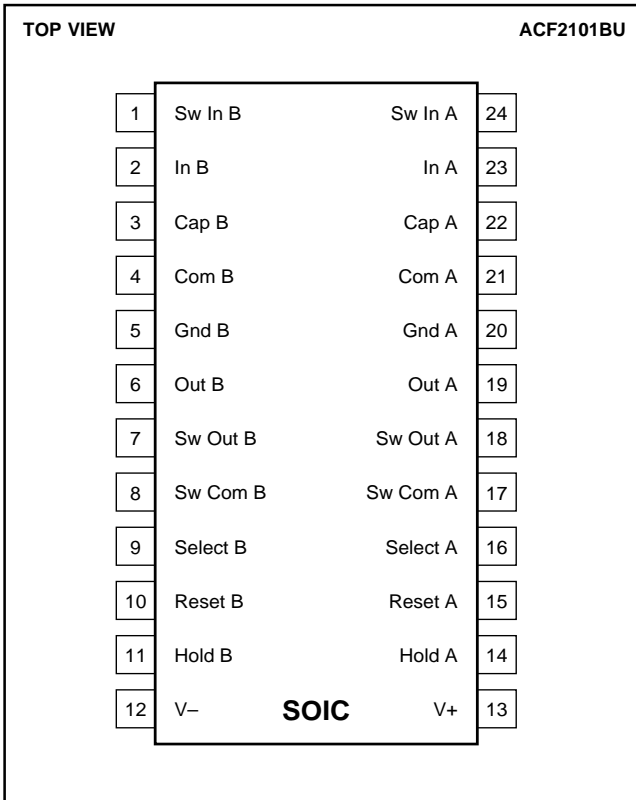 TOP VIEW ACF2101BU
1 Sw In B Sw In A 24
2 In B In A 23
3 Cap B Cap A 22
4 Com B Com A 21
5 Gnd B Gnd A 20
6 Out B Out A 19
7 Sw Out B Sw Out A 18
8 Sw Com B Sw Com A 17
9 Select B Select A 16
10 Reset B Reset A 15
11 Hold B Hold A 14
12 V– SOIC V+ 13